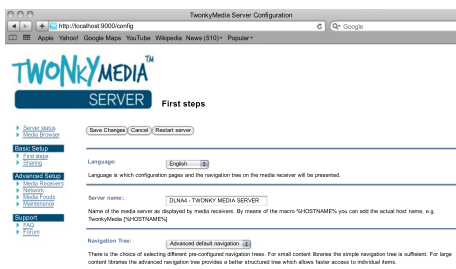 TwonkyMedia Server Configuration
http://localhost:9000/config
Google
Apple Yahoo! Google Maps YouTube Wikipedia News (510) Popular
TWONKYMEDIA TM
SERVER
First steps
Server status
Media Browser
Save Changes Cancel Restart server
Basic Setup
First steps
Sharing
Language: English
Language is which configuration pages and the navigation tree on the media receiver will be presented.
Advanced Setup
Media Receivers
Network
Media Feeds
Maintenance
Server name:: DLNA4 - TWONKY MEDIA SERVER
Name of the media server as displayed by media receivers. By means of the macro %HOSTNAME% you can add the actual host name, e.g.
TwonkyMedia [%HOSTNAME%]
Support
FAQ
Forum
Navigation Tree: Advanced default navigation
There is the choice of selecting different pre-configured navigation trees. For small content libraries the simple navigation tree is suffieint. For large
content libraries the advanced navigation tree provides a better structured tree which allows faster access to individual items.